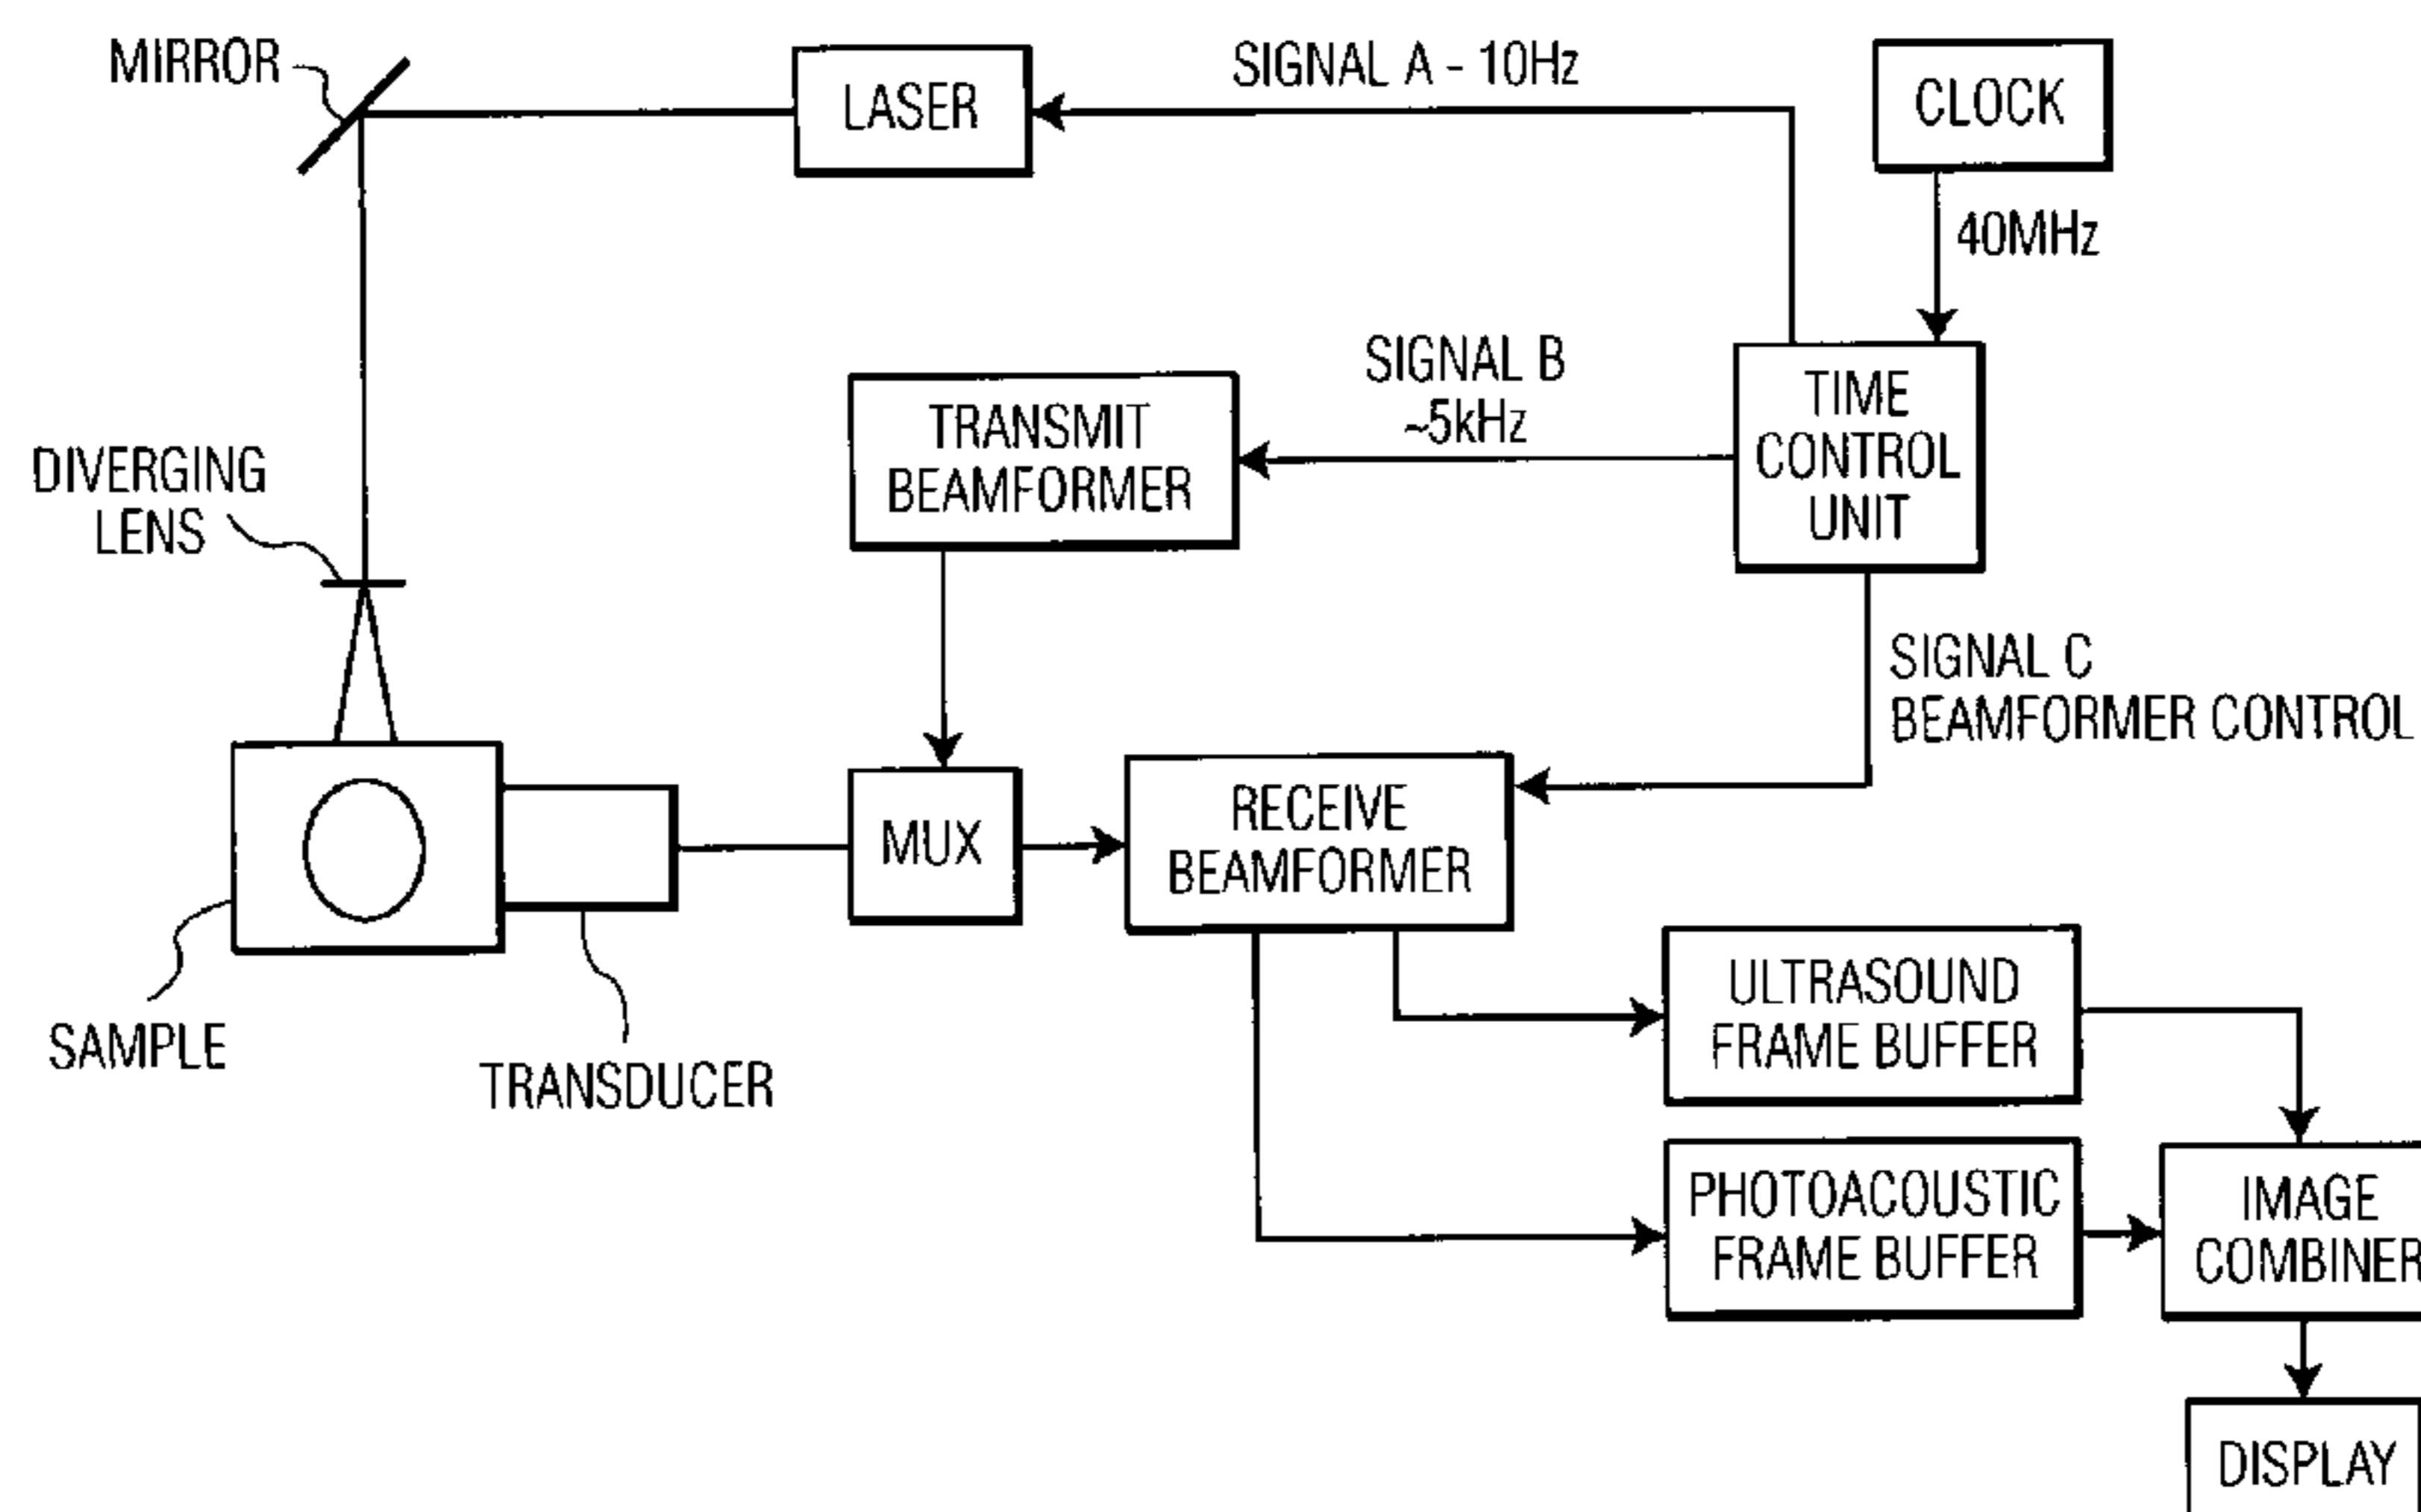 MIRROR
LASER
SIGNAL A - 10Hz
CLOCK
40MHz
SIGNAL B
~5kHz
TIME
CONTROL
UNIT
TRANSMIT
BEAMFORMER
DIVERGING
LENS
SIGNAL C
BEAMFORMER CONTROL
MUX
RECEIVE
BEAMFORMER
SAMPLE
TRANSDUCER
ULTRASOUND
FRAME BUFFER
PHOTOACOUSTIC
FRAME BUFFER
IMAGE
COMBINER
DISPLAY